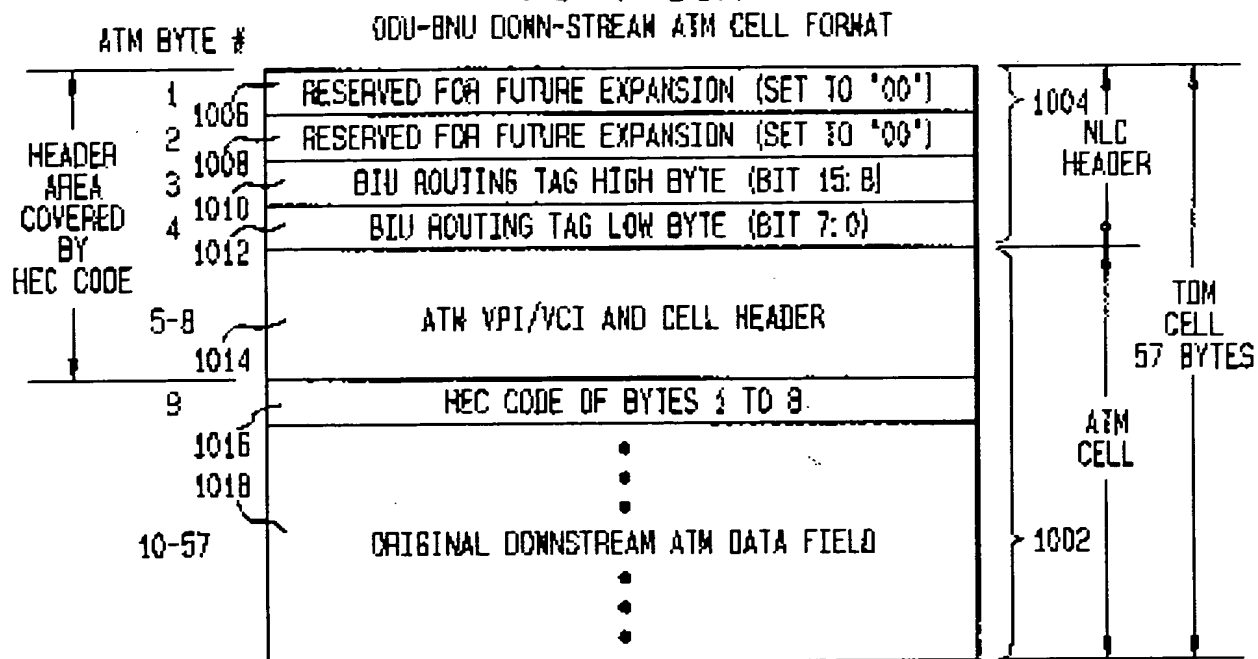 ODU-BNU DOWN-STREAM ATM CELL FORMAT
ATM BYTE #
1 RESERVED FOR FUTURE EXPANSION (SET TO "00")
1006
2 RESERVED FOR FUTURE EXPANSION (SET TO "00")
1008
3 BIU ROUTING TAG HIGH BYTE (BIT 15:8)
1010
4 BIU ROUTING TAG LOW BYTE (BIT 7:0)
1012
5-8 ATM VPI/VCI AND CELL HEADER
1014
9 HEC CODE OF BYTES 1 TO 8
1016
1018
10-57 ORIGINAL DOWNSTREAM ATM DATA FIELD
HEADER
AREA
COVERED
BY
HEC CODE
1004
NLC
HEADER
TDM
CELL
57 BYTES
ATM
CELL
1002